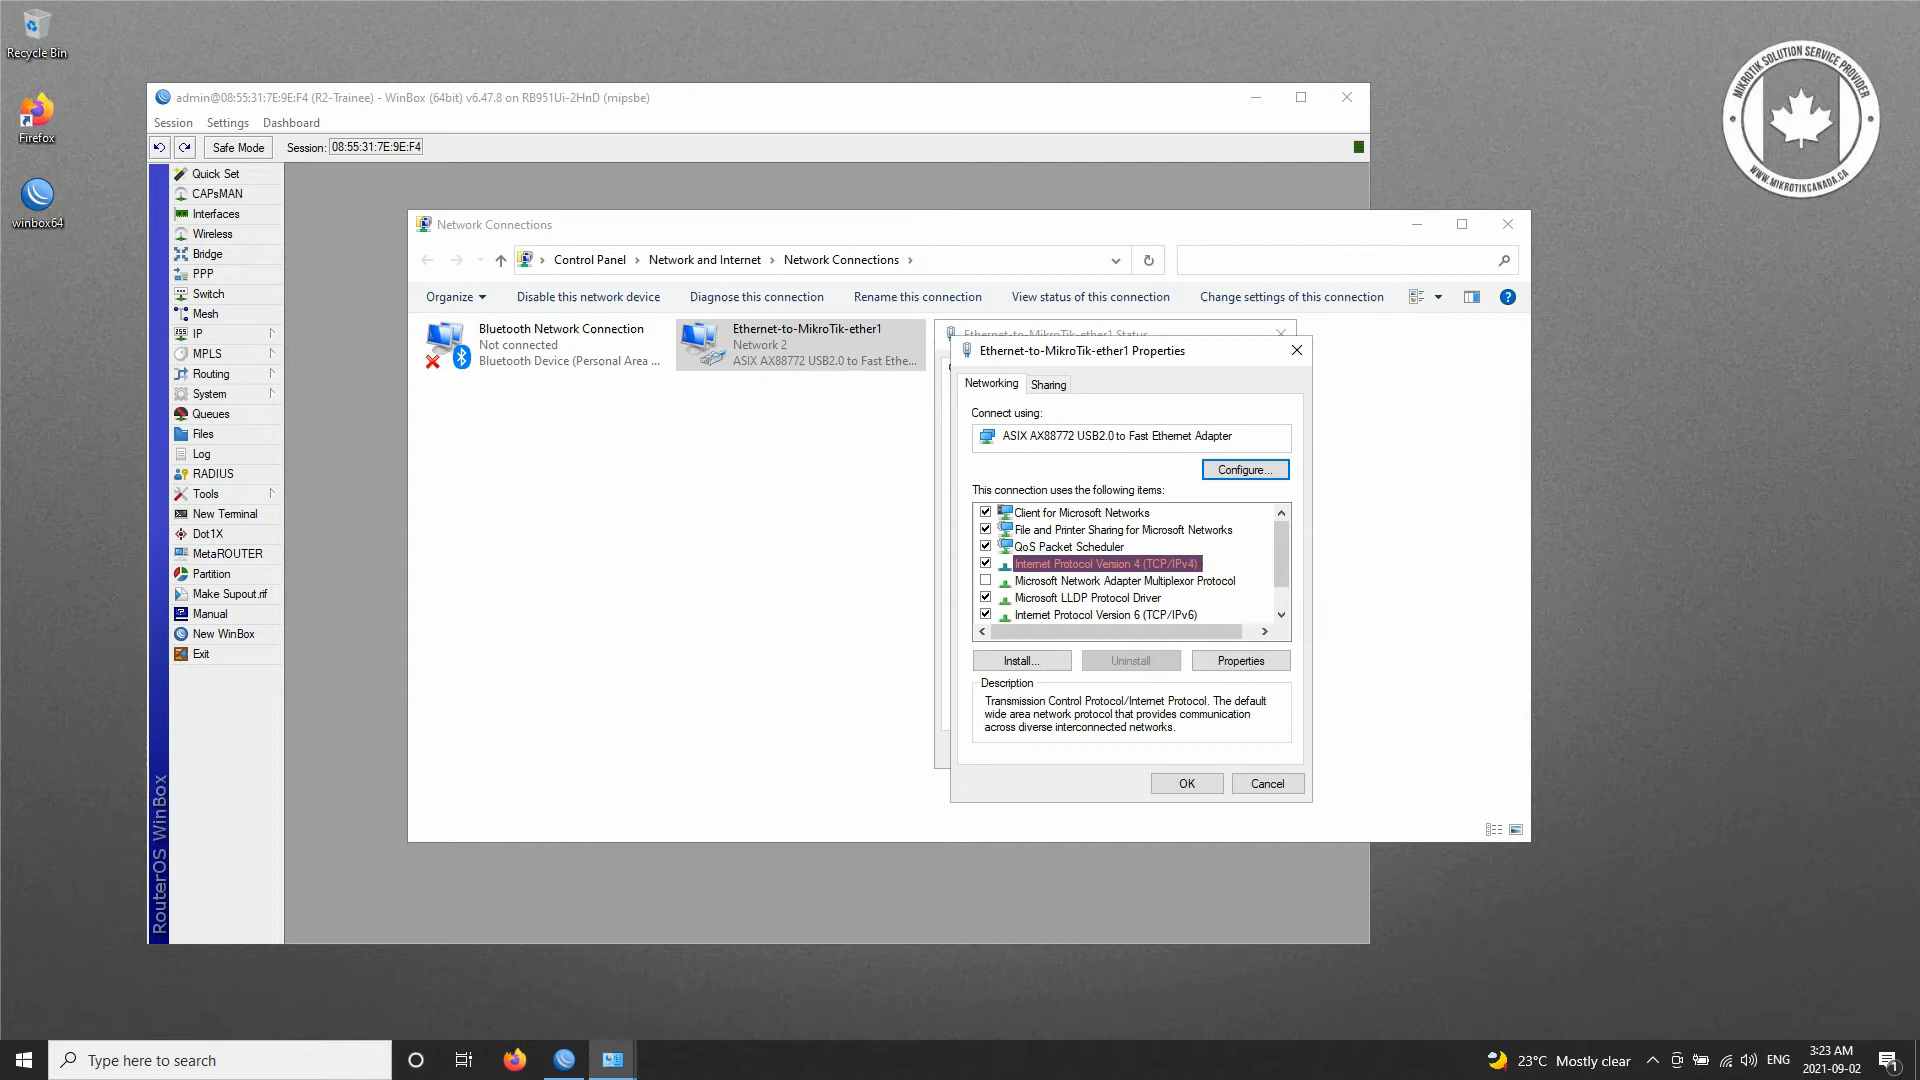 Recycle Bin
Firefox
winbox64
MIKROTIK SOLUTION SERVICE PROVIDER
WWW.MIKROTIKCANADA.CA
admin@08:55:31:7E:9E:F4 (R2-Trainee) - WinBox (64bit) v6.47.8 on RB951Ui-2HnD (mipsbe)
Session Settings Dashboard
Safe Mode Session: 08:55:31:7E:9E:F4
Quick Set
CAPsMAN
Interfaces
Wireless
Bridge
PPP
Switch
Mesh
IP
MPLS
Routing
System
Queues
Files
Log
RADIUS
Tools
New Terminal
Dot1X
MetaROUTER
Partition
Make Supout.rif
Manual
New WinBox
Exit
RouterOS WinBox
Network Connections
Control Panel Network and Internet Network Connections
Organize Disable this network device Diagnose this connection Rename this connection View status of this connection Change settings of this connection
Bluetooth Network Connection
Not connected
Bluetooth Device (Personal Area ...
Ethernet-to-MikroTik-ether1
Network 2
ASIX AX88772 USB2.0 to Fast Ethe...
Ethernet-to-MikroTik-ether1 Status
Ethernet-to-MikroTik-ether1 Properties
Networking Sharing
Connect using:
ASIX AX88772 USB2.0 to Fast Ethernet Adapter
Configure...
This connection uses the following items:
Client for Microsoft Networks
File and Printer Sharing for Microsoft Networks
QoS Packet Scheduler
Internet Protocol Version 4 (TCP/IPv4)
Microsoft Network Adapter Multiplexor Protocol
Microsoft LLDP Protocol Driver
Internet Protocol Version 6 (TCP/IPv6)
Install... Uninstall Properties
Description
Transmission Control Protocol/Internet Protocol. The default
wide area network protocol that provides communication
across diverse interconnected networks.
OK Cancel
Type here to search
23°C Mostly clear
ENG
3:23 AM
2021-09-02
1